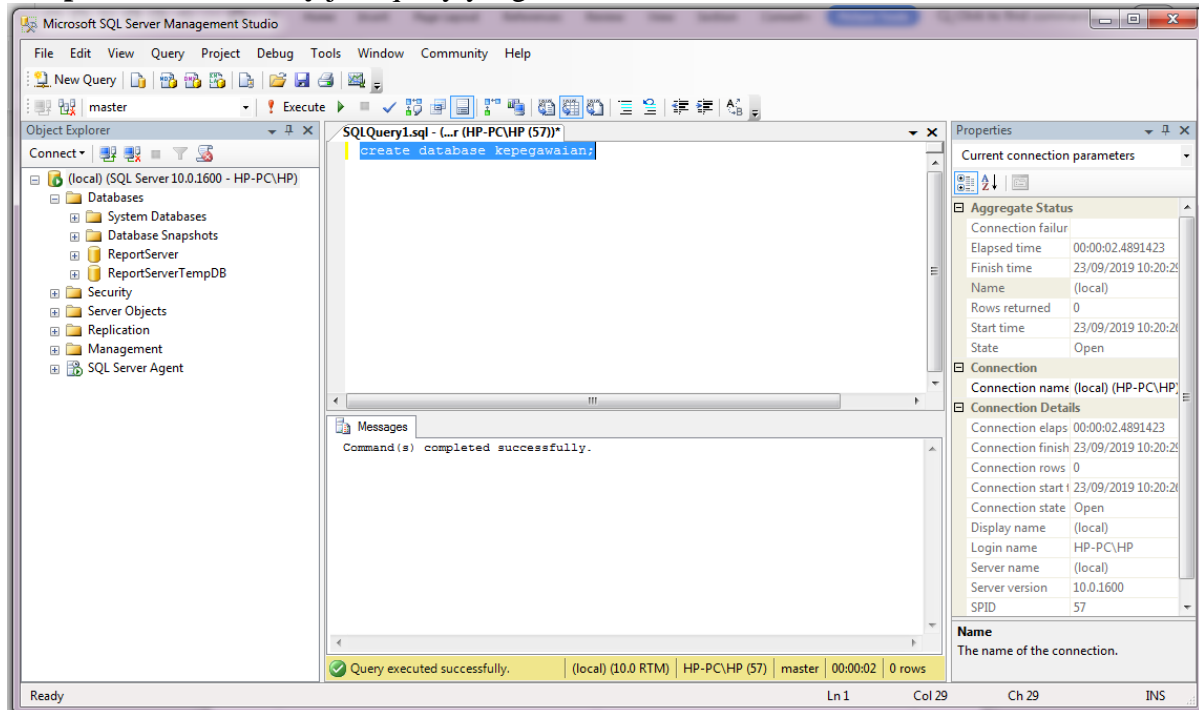 Microsoft SQL Server Management Studio
File Edit View Query Project Debug Tools Window Community Help
New Query
master Execute
Object Explorer
Connect
(local) (SQL Server 10.0.1600 - HP-PC\HP)
Databases
System Databases
Database Snapshots
ReportServer
ReportServerTempDB
Security
Server Objects
Replication
Management
SQL Server Agent
SQLQuery1.sql - (...r (HP-PC\HP (57))*
create database kepegawaian;
Messages
Command(s) completed successfully.
Query executed successfully. (local) (10.0 RTM) HP-PC\HP (57) master 00:00:02 0 rows
Properties
Current connection parameters
Aggregate Status
Connection failur
Elapsed time 00:00:02.4891423
Finish time 23/09/2019 10:20:29
Name (local)
Rows returned 0
Start time 23/09/2019 10:20:26
State Open
Connection
Connection name (local) (HP-PC\HP)
Connection Details
Connection elaps 00:00:02.4891423
Connection finish 23/09/2019 10:20:29
Connection rows 0
Connection start t 23/09/2019 10:20:26
Connection state Open
Display name (local)
Login name HP-PC\HP
Server name (local)
Server version 10.0.1600
SPID 57
Name
The name of the connection.
Ready Ln 1 Col 29 Ch 29 INS